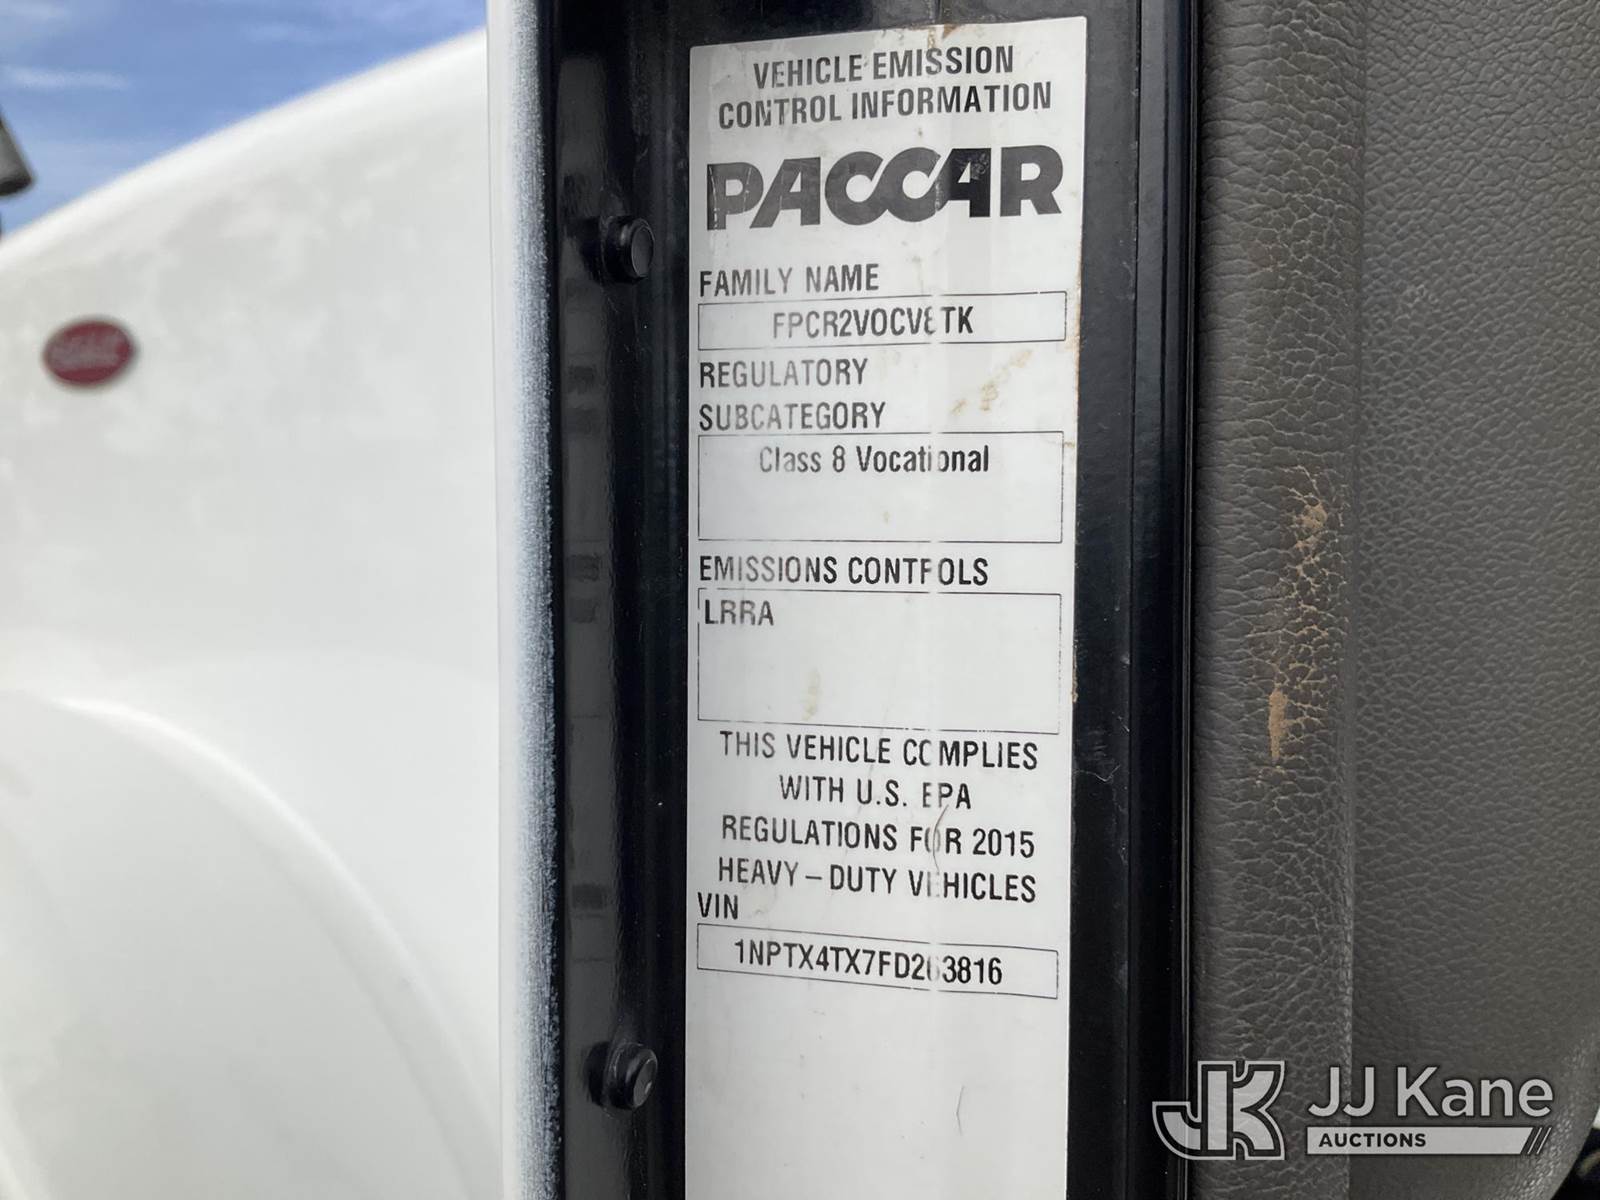 VEHICLE EMISSION
CONTROL INFORMATION
PACCAR
FAMILY NAME
FPCR2VOCV8TK
REGULATORY
SUBCATEGORY
Class 8 Vocational
EMISSIONS CONTROLS
LRRA
THIS VEHICLE COMPLIES
WITH U.S. EPA
REGULATIONS FOR 2015
HEAVY – DUTY VEHICLES
VIN
1NPTX4TX7FD263816
JJ Kane
AUCTIONS